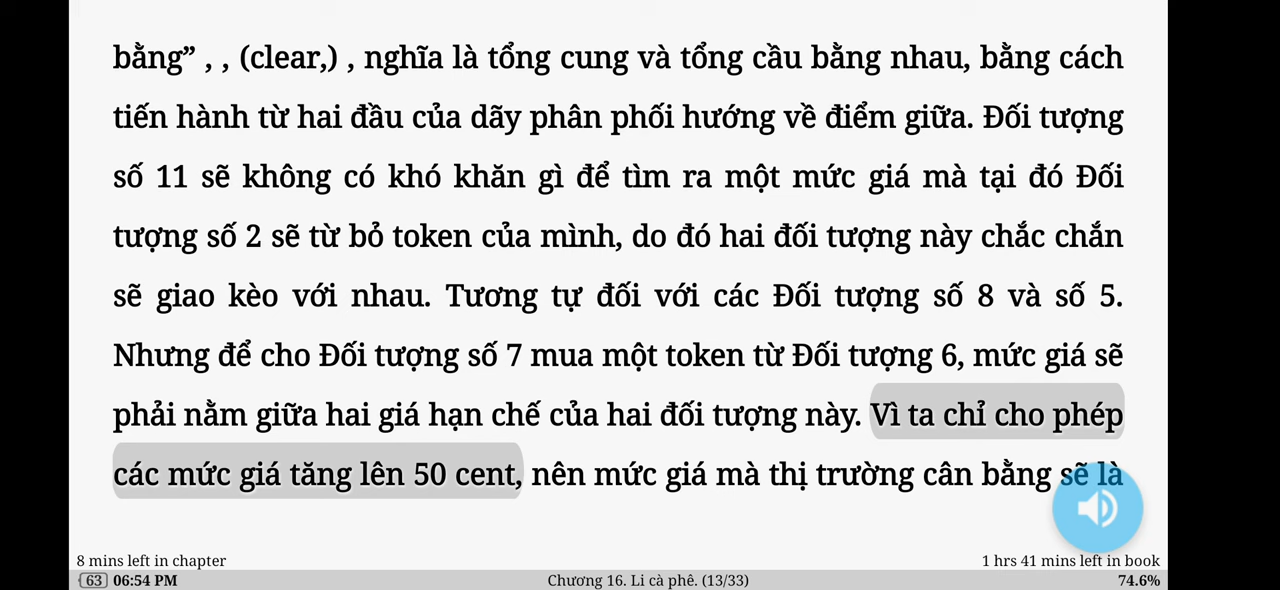 bằng” , , (clear,) , nghĩa là tổng cung và tổng cầu bằng nhau, bằng cách
tiến hành từ hai đầu của dãy phân phối hướng về điểm giữa. Đối tượng
số 11 sẽ không có khó khăn gì để tìm ra một mức giá mà tại đó Đối
tượng số 2 sẽ từ bỏ token của mình, do đó hai đối tượng này chắc chắn
sẽ giao kèo với nhau. Tương tự đối với các Đối tượng số 8 và số 5.
Nhưng để cho Đối tượng số 7 mua một token từ Đối tượng 6, mức giá sẽ
phải nằm giữa hai giá hạn chế của hai đối tượng này. Vì ta chỉ cho phép
các mức giá tăng lên 50 cent, nên mức giá mà thị trường cân bằng sẽ là
8 mins left in chapter 1 hrs 41 mins left in book
63 06:54 PM Chương 16. Li cà phê. (13/33) 74.6%